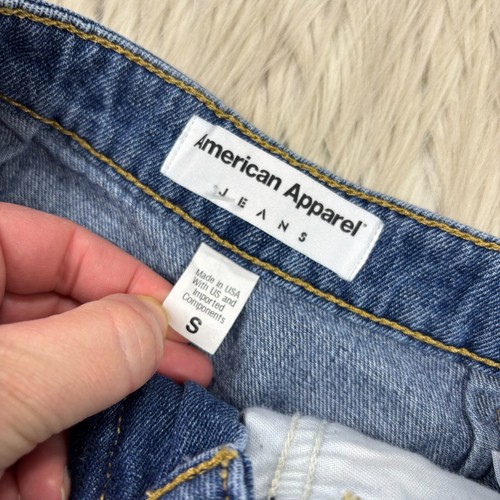 American Apparel
JEANS
Made in USA
With US and
Imported
Components
S